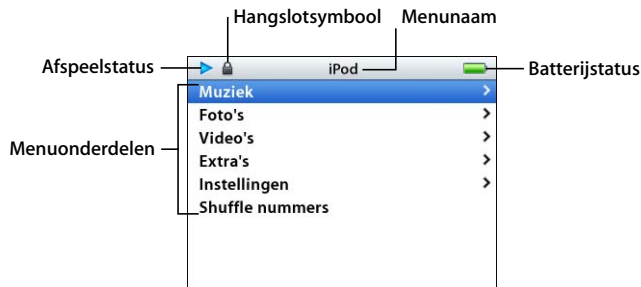 Hangslotsymbool Menunaam
Afspeelstatus iPod Batterijstatus
Muziek
Foto's
Video's
Menuonderdelen
Extra's
Instellingen
Shuffle nummers